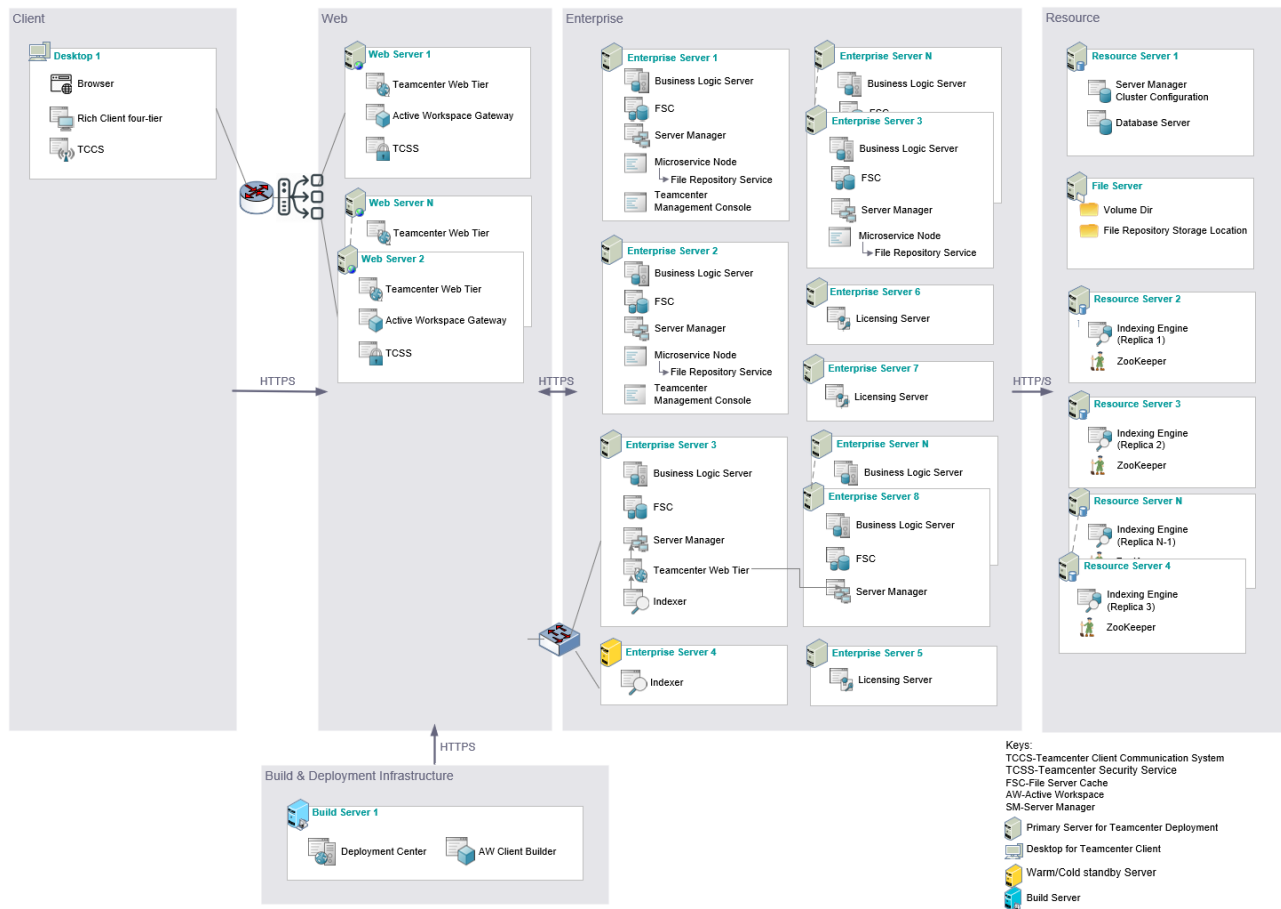 Client
Desktop 1
Browser
Rich Client four-tier
TCCS
HTTPS
Web
Web Server 1
Teamcenter Web Tier
Active Workspace Gateway
TCSS
Web Server N
Teamcenter Web Tier
Web Server 2
Teamcenter Web Tier
Active Workspace Gateway
TCSS
HTTPS
Enterprise
Enterprise Server 1
Business Logic Server
FSC
Server Manager
Microservice Node
File Repository Service
Teamcenter
Management Console
Enterprise Server 2
Business Logic Server
FSC
Server Manager
Microservice Node
File Repository Service
Teamcenter
Management Console
Enterprise Server 3
Business Logic Server
FSC
Server Manager
Teamcenter Web Tier
Indexer
Enterprise Server 4
Indexer
Enterprise Server N
Business Logic Server
FSC
Enterprise Server 3
Business Logic Server
FSC
Server Manager
Microservice Node
File Repository Service
Enterprise Server 6
Licensing Server
Enterprise Server 7
Licensing Server
Enterprise Server N
Business Logic Server
Enterprise Server 8
Business Logic Server
FSC
Server Manager
Enterprise Server 5
Licensing Server
HTTP/S
Resource
Resource Server 1
Server Manager
Cluster Configuration
Database Server
File Server
Volume Dir
File Repository Storage Location
Resource Server 2
Indexing Engine
(Replica 1)
ZooKeeper
Resource Server 3
Indexing Engine
(Replica 2)
ZooKeeper
Resource Server N
Indexing Engine
(Replica N-1)
Resource Server 4
Indexing Engine
(Replica 3)
ZooKeeper
HTTPS
Build & Deployment Infrastructure
Build Server 1
Deployment Center
AW Client Builder
Keys:
TCCS-Teamcenter Client Communication System
TCSS-Teamcenter Security Service
FSC-File Server Cache
AW-Active Workspace
SM-Server Manager
Primary Server for Teamcenter Deployment
Desktop for Teamcenter Client
Warm/Cold standby Server
Build Server